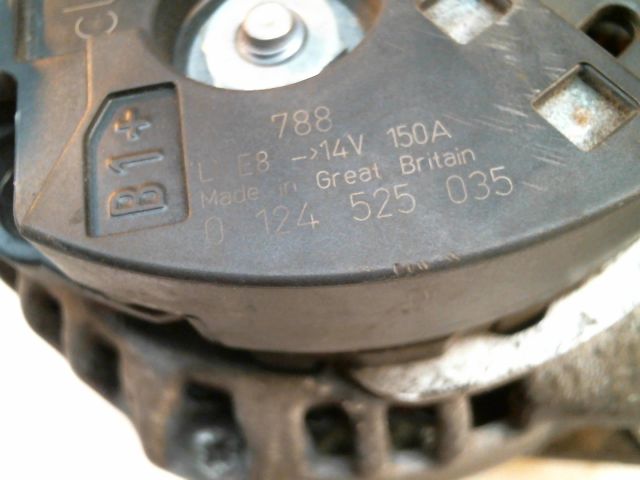 B1+
788
L E8 ->14V 150A
Made in Great Britain
0 124 525 035